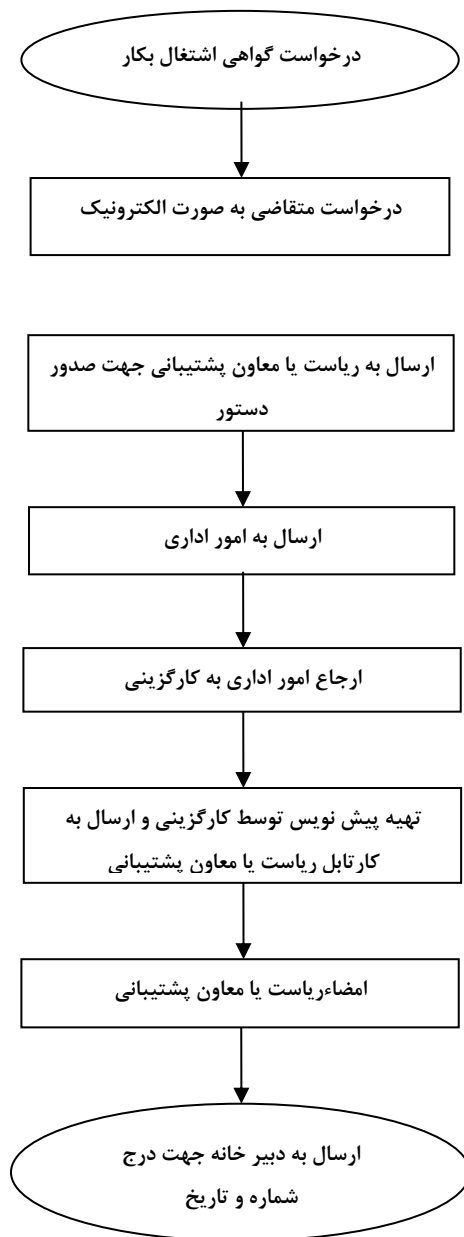 درخواست گواهی اشتغال بکار
درخواست متقاضی به صورت الکترونیک
ارسال به ریاست یا معاون پشتیبانی جهت صدور
دستور
ارسال به امور اداری
ارجاع امور اداری به کارگزینی
تهیه پیش نویس توسط کارگزینی و ارسال به
کارتابل ریاست یا معاون پشتیبانی
امضاءریاست یا معاون پشتیبانی
ارسال به دبیر خانه جهت درج
شماره و تاریخ